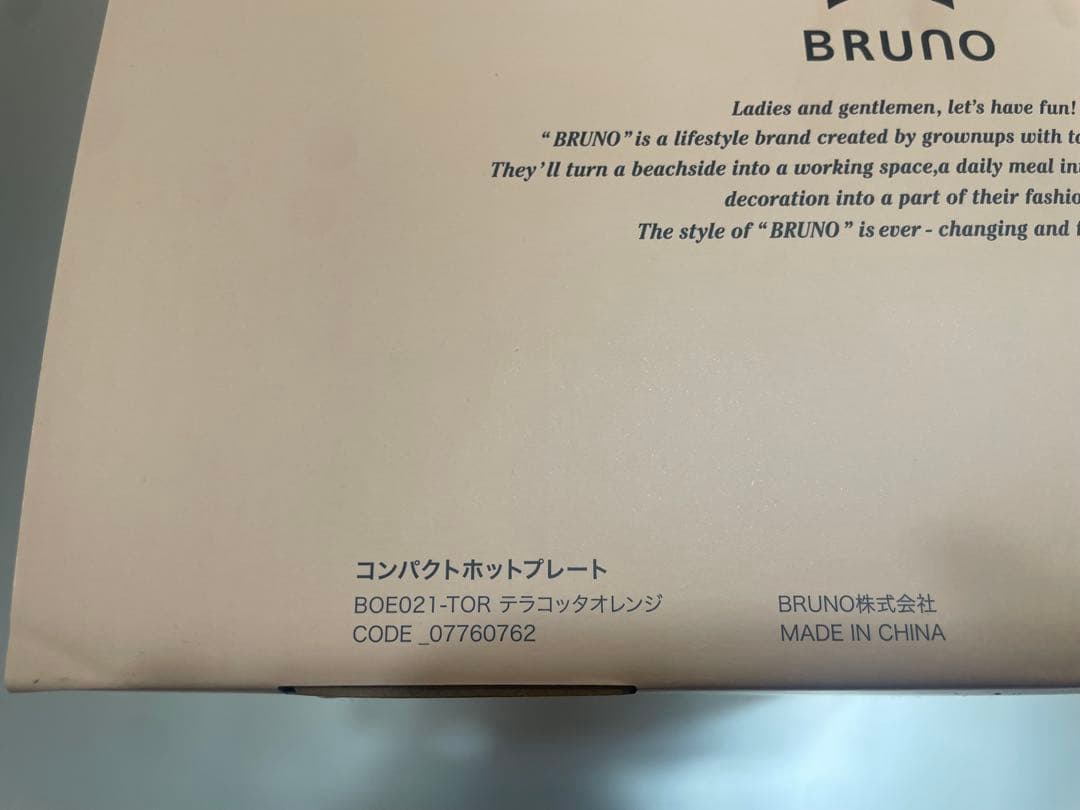 BRUNO
Ladies and gentlemen, let's have fun!
“BRUNO” is a lifestyle brand created by grownups with
They'll turn a beachside into a working space,a daily meal
decoration into a part of their
The style of “BRUNO” is ever - changing and
コンパクトホットプレート
BOE021-TOR テラコッタオレンジ
CODE _07760762
BRUNO株式会社
MADE IN CHINA